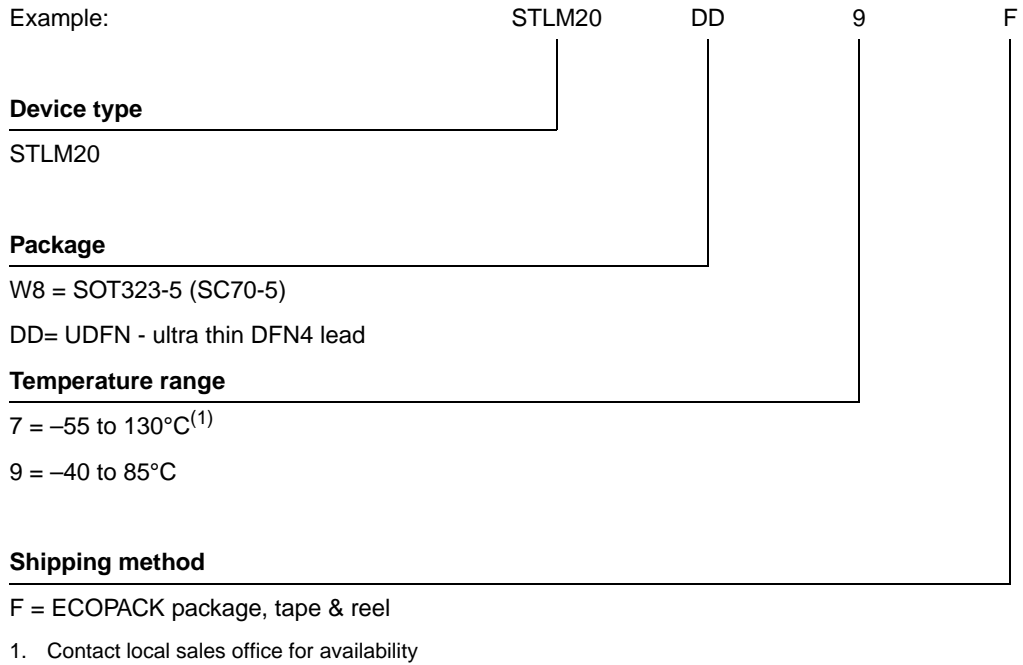 Example: STLM20 DD 9 F
Device type
STLM20
Package
W8 = SOT323-5 (SC70-5)
DD= UDFN - ultra thin DFN4 lead
Temperature range
7 = –55 to 130°C(1)
9 = –40 to 85°C
Shipping method
F = ECOPACK package, tape & reel
1. Contact local sales office for availability